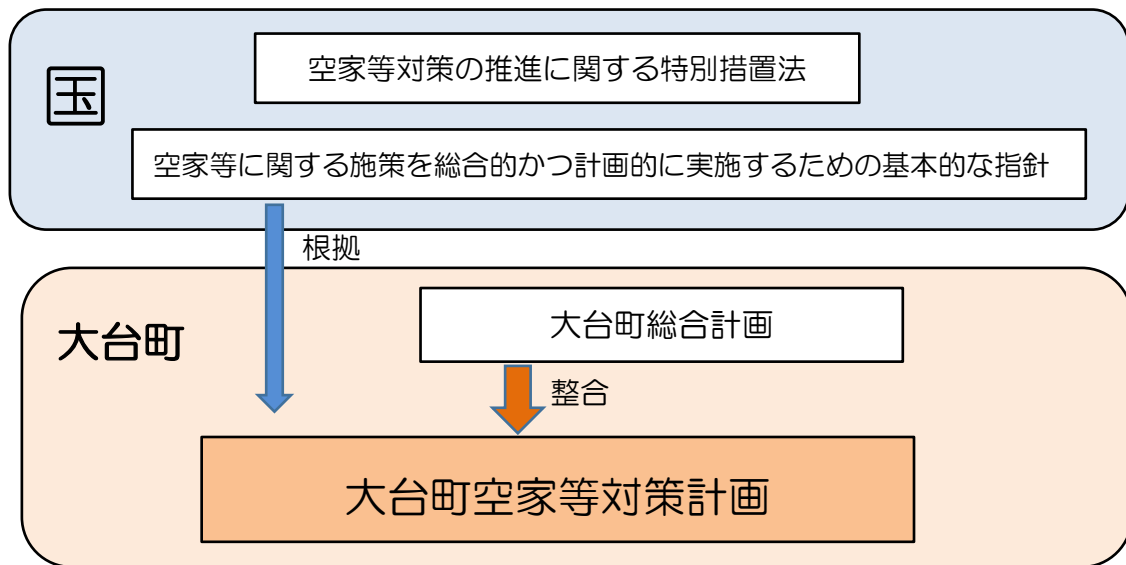 国
空家等対策の推進に関する特別措置法
空家等に関する施策を総合的かつ計画的に実施するための基本的な指針
根拠
大台町
大台町総合計画
整合
大台町空家等対策計画